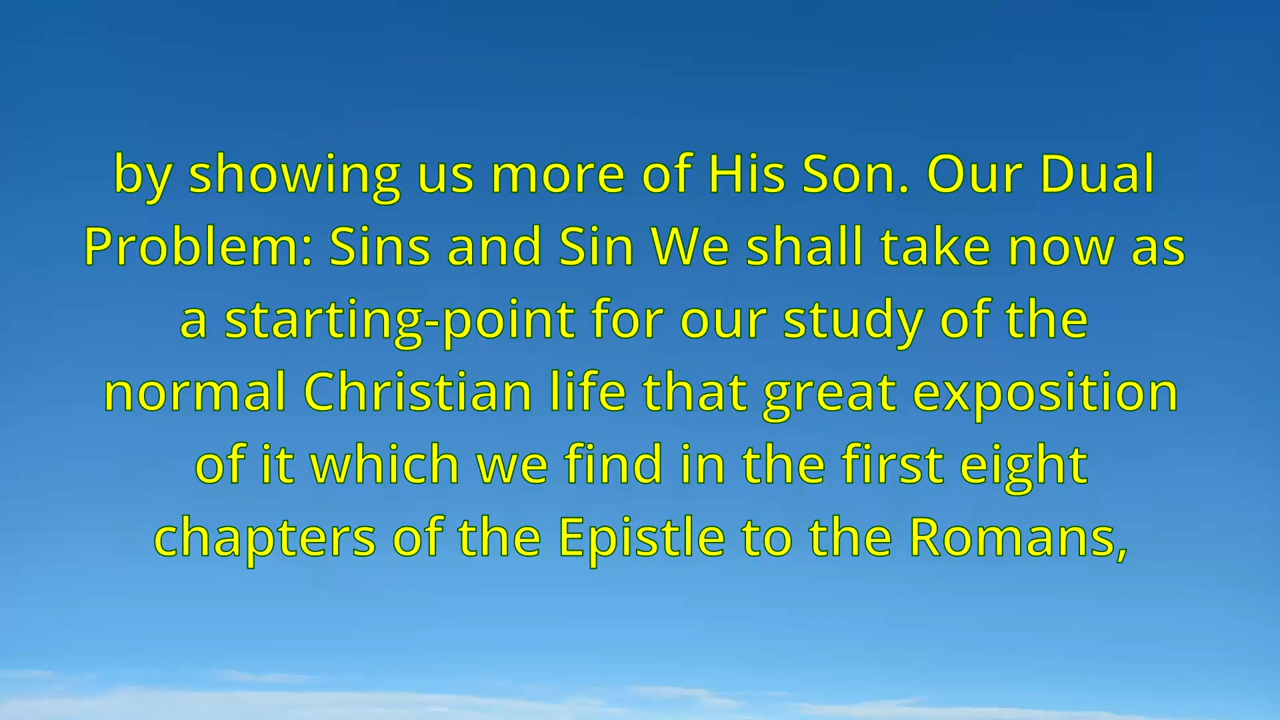 by showing us more of His Son. Our Dual
Problem: Sins and Sin We shall take now as
a starting-point for our study of the
normal Christian life that great exposition
of it which we find in the first eight
chapters of the Epistle to the Romans,